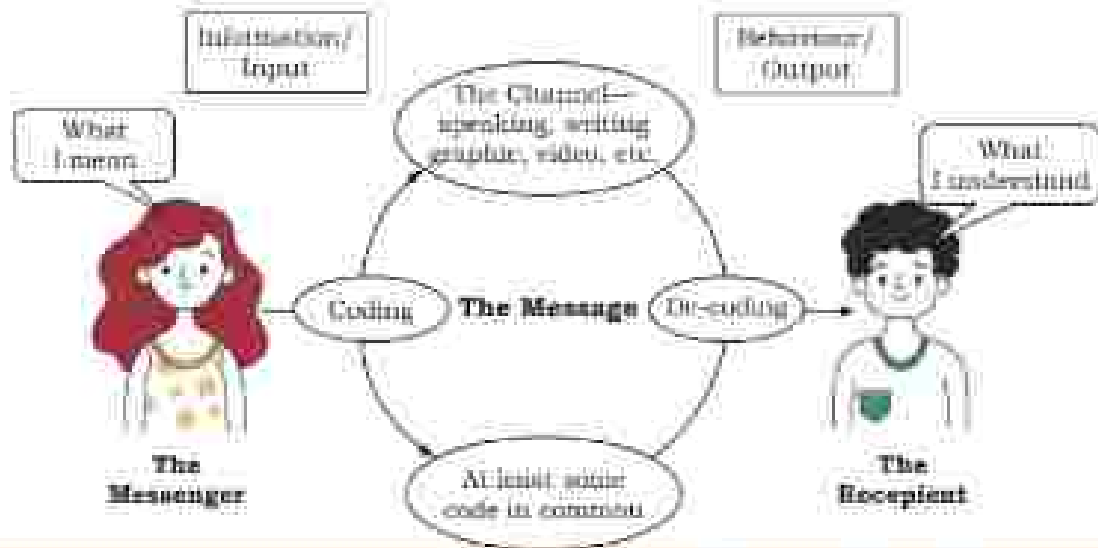 Information/
Input
Behaviour/
Output
The Channel—
speaking, writing
graphic, video, etc.
What
I mean
What
I understand
Coding
The Message
De-coding
The
Messenger
At least some
code in common
The
Recepient